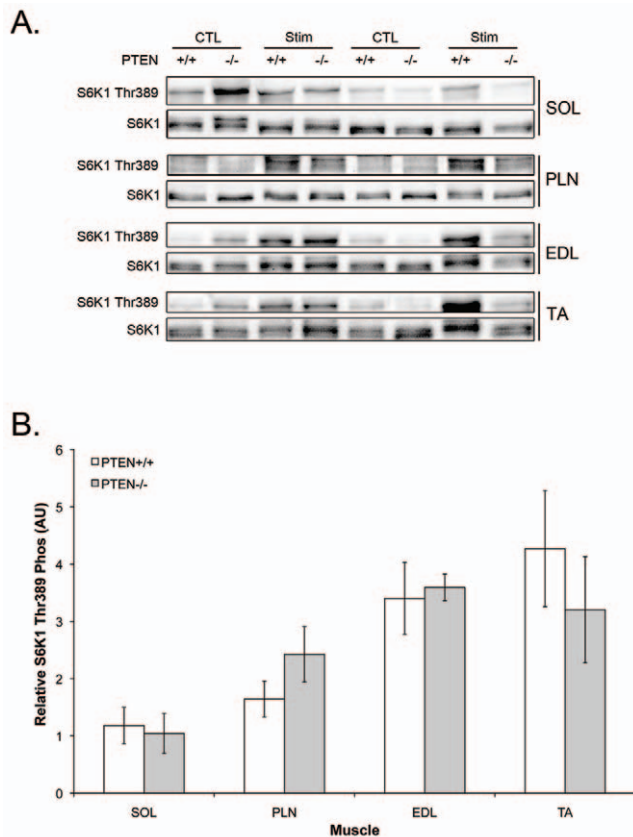 A.
CTL Stim CTL Stim
PTEN +/+ -/- +/+ -/- +/+ -/- +/+ -/-
S6K1 Thr389
S6K1
SOL
S6K1 Thr389
S6K1
PLN
S6K1 Thr389
S6K1
EDL
S6K1 Thr389
S6K1
TA
B.
6
5
4
3
2
1
0
PTEN+/+
PTEN-/-
Relative S6K1 Thr389 Phos (AU)
SOL PLN EDL TA
Muscle